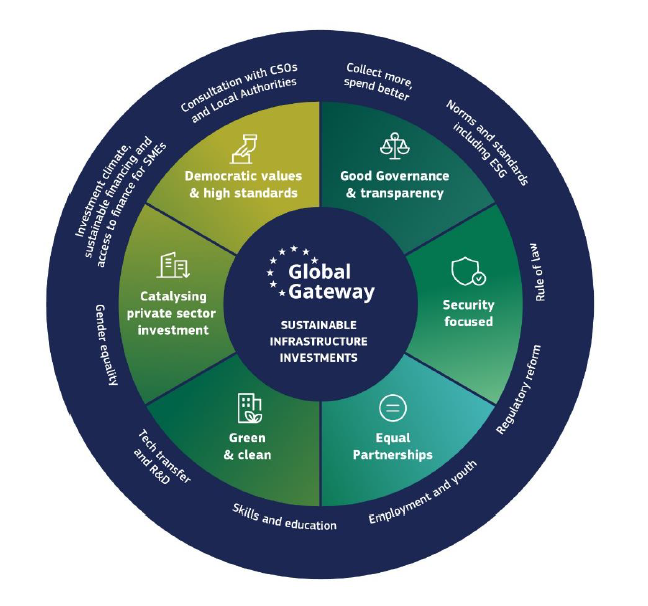 Consultation with CSOs
and Local Authorities
Collect more,
spend better
Norms and standards
including ESG
Rule of law
Regulatory reform
Employment and youth
Skills and education
Tech transfer
and R&D
Gender equality
Investment climate,
sustainable financing and
access to finance for SMEs
Democratic values
& high standards
Good Governance
& transparency
Security
focused
Equal
Partnerships
Green
& clean
Catalysing
private sector
investment
Global
Gateway
SUSTAINABLE
INFRASTRUCTURE
INVESTMENTS